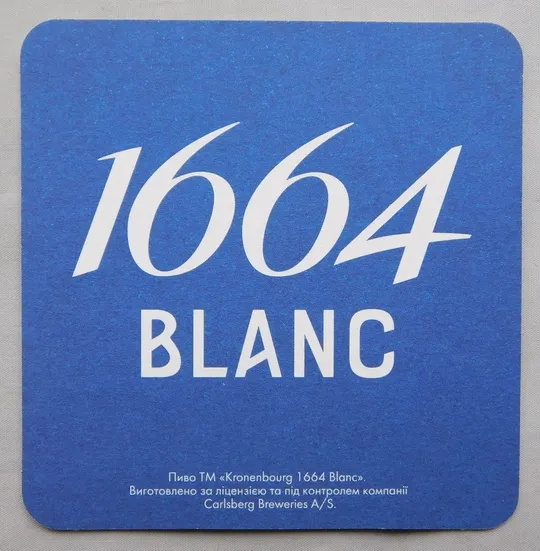 1664
BLANC
Пиво ТМ «Kronenbourg 1664 Blanc».
Виготовлено за ліцензією та під контролем компанії
Carlsberg Breweries A/S.